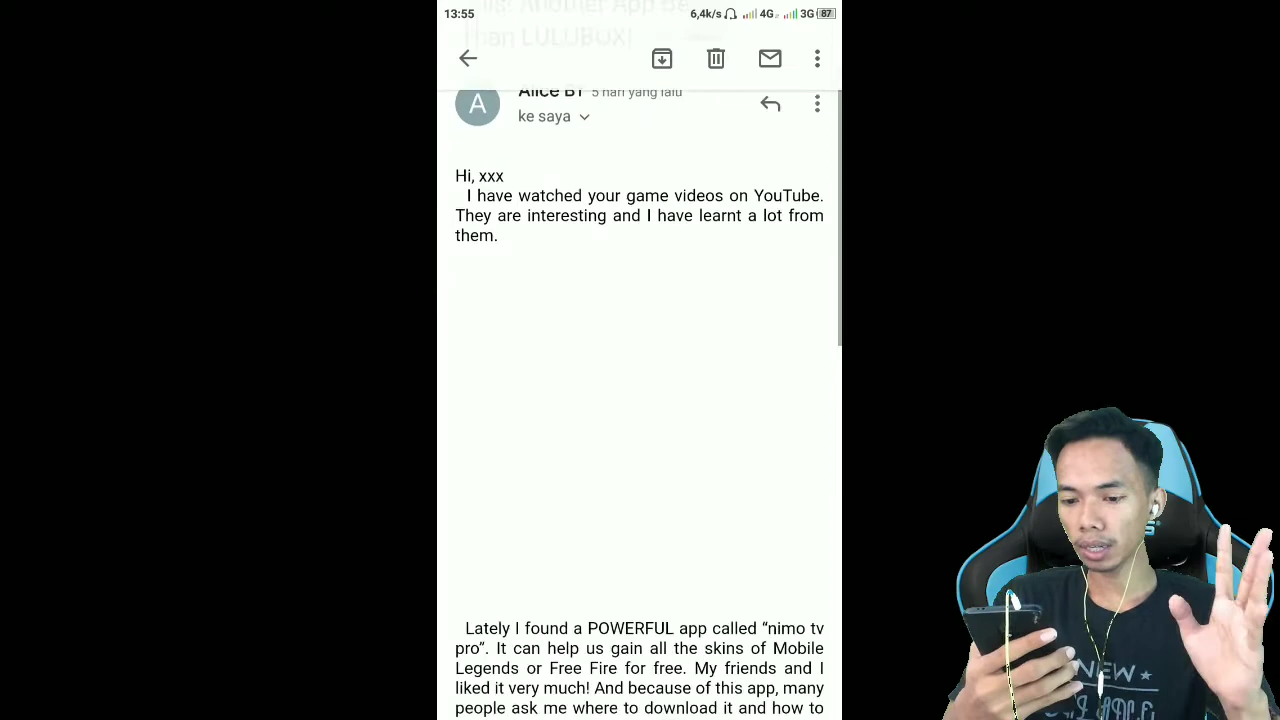 13:55
6,4k/s 4G 3G 87
Than LULUBOX!
Alice BT 5 hari yang lalu
A
ke saya
Hi, xxx
I have watched your game videos on YouTube.
They are interesting and I have learnt a lot from
them.
Lately I found a POWERFUL app called “nimo tv
pro”. It can help us gain all the skins of Mobile
Legends or Free Fire for free. My friends and I
liked it very much! And because of this app, many
people ask me where to download it and how to
NEW